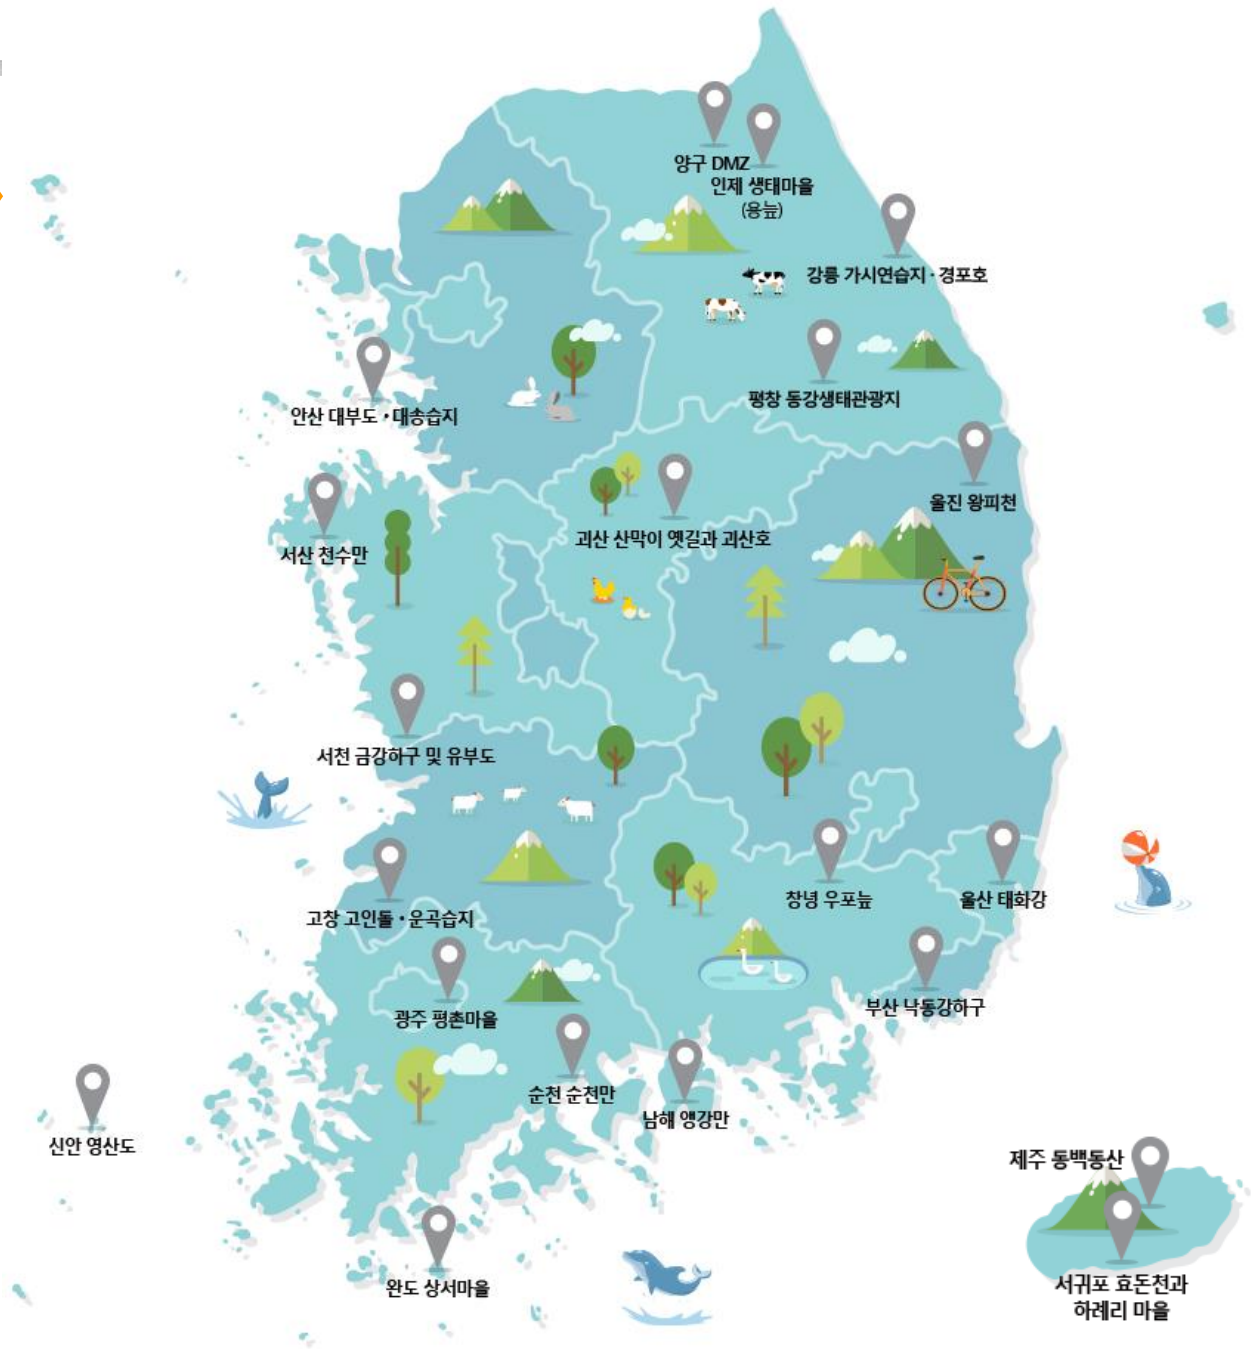 양구 DMZ
인제 생태마을
(용늪)
강릉 가시연습지 · 경포호
평창 동강생태관광지
안산 대부도 · 대송습지
울진 왕피천
괴산 산막이 옛길과 괴산호
서산 천수만
서천 금강하구 및 유부도
창녕 우포늪
울산 태화강
고창 고인돌 · 운곡습지
부산 낙동강하구
광주 평촌마을
순천 순천만
남해 앵강만
신안 영산도
제주 동백동산
완도 상서마을
서귀포 효돈천과
하례리 마을